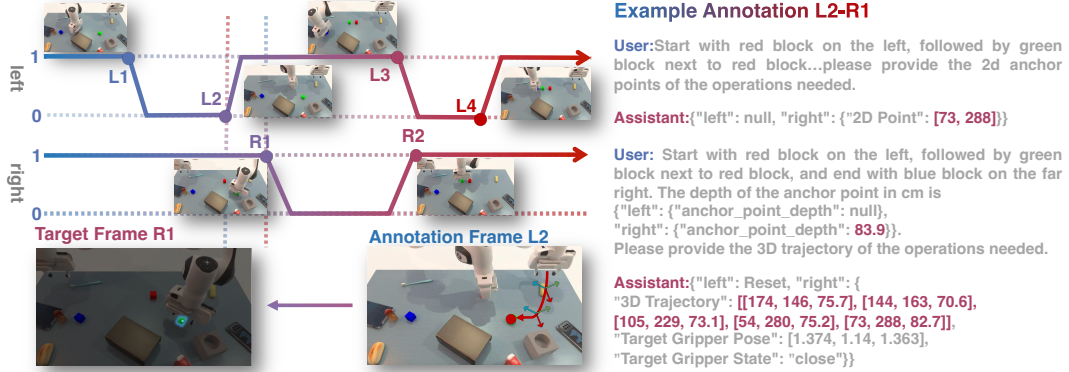 1
left
L1
L2
L3
0
L4
R1
R2
1
right
0
Target Frame R1
Annotation Frame L2
Example Annotation L2-R1
User:Start with red block on the left, followed by green
block next to red block...please provide the 2d anchor
points of the operations needed.
Assistant:{"left": null, "right": {"2D Point": [73, 288]}}
User: Start with red block on the left, followed by green
block next to red block, and end with blue block on the far
right. The depth of the anchor point in cm is
{"left": {"anchor_point_depth": null},
"right": {"anchor_point_depth": 83.9}}.
Please provide the 3D trajectory of the operations needed.
Assistant:{"left": Reset, "right": {
"3D Trajectory": [[174, 146, 75.7], [144, 163, 70.6],
[105, 229, 73.1], [54, 280, 75.2], [73, 288, 82.7]],
"Target Gripper Pose": [1.374, 1.14, 1.363],
"Target Gripper State": "close"}}